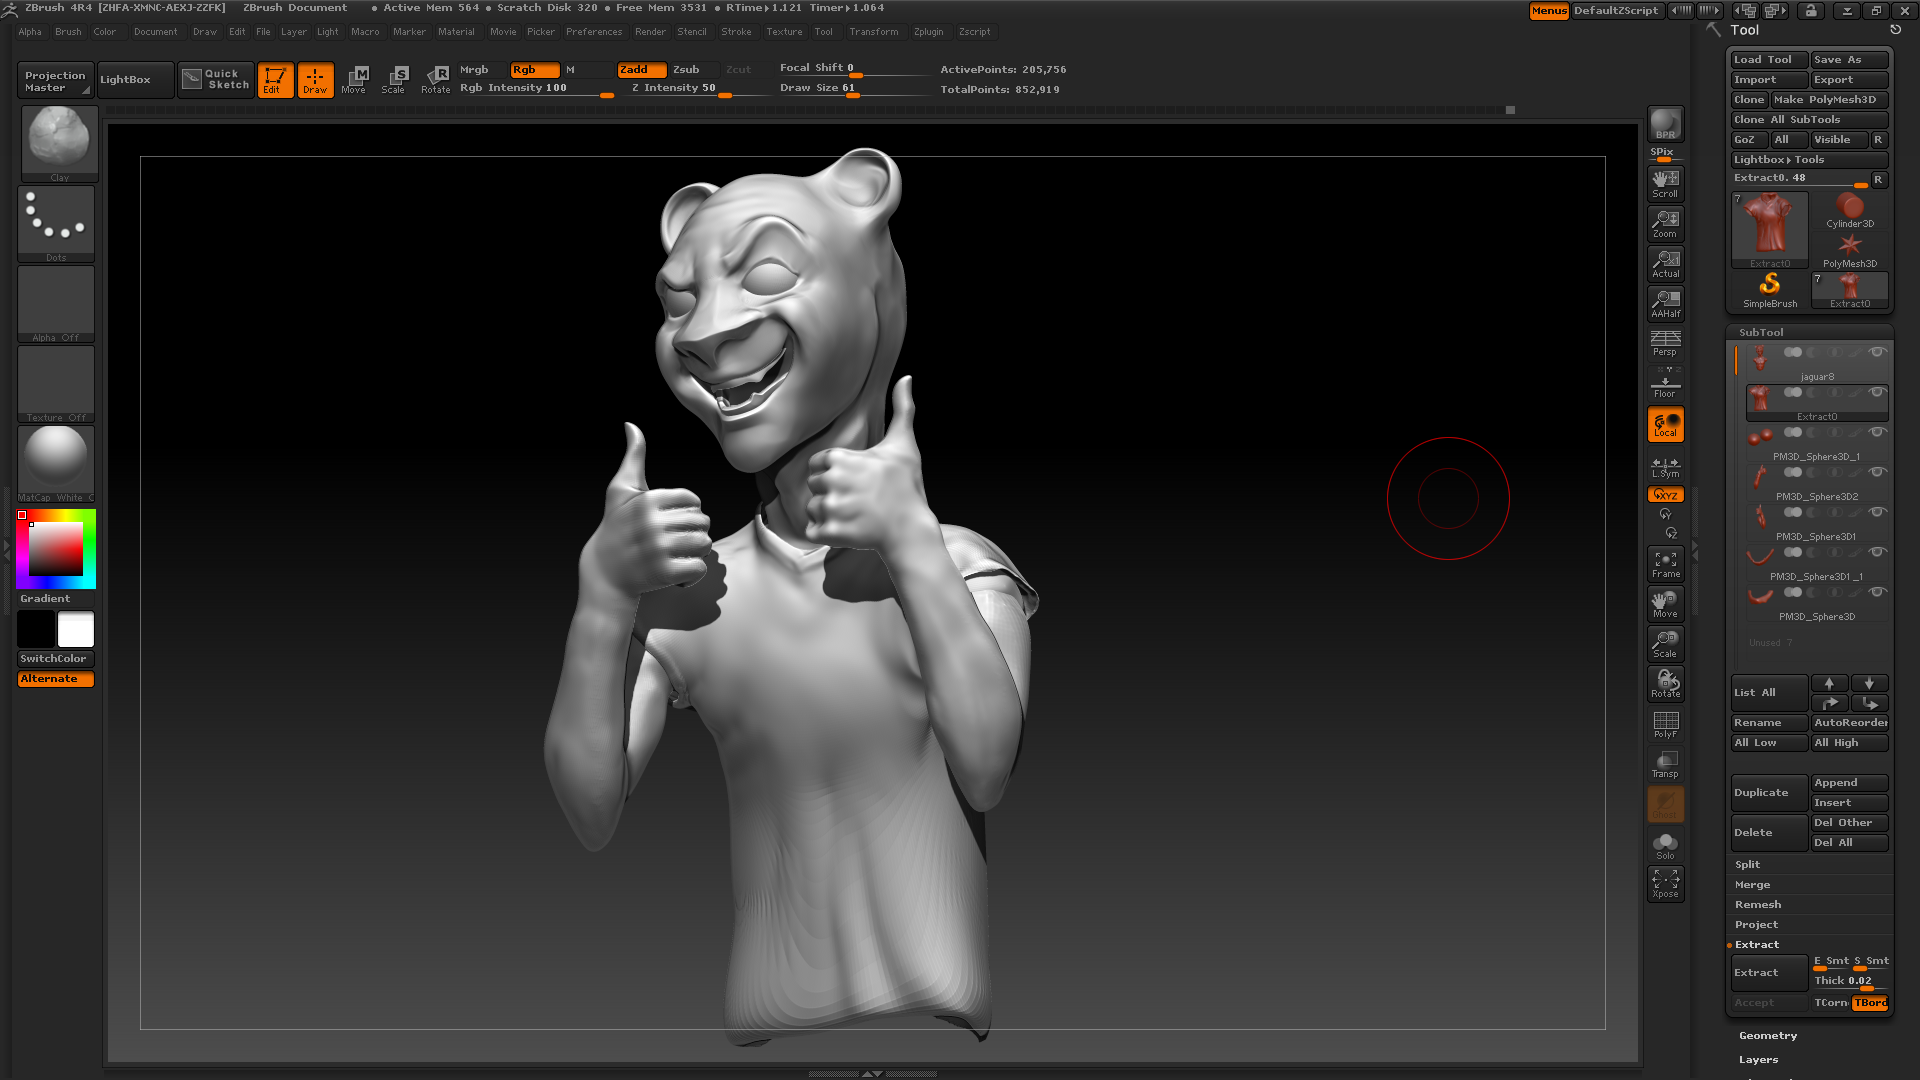 ZBrush 4R4 [ZHFA-XMNC-AEXJ-ZZFK] ZBrush Document • Active Mem 564 • Scratch Disk 320 • Free Mem 3531 • RTime▸1.121 Timer▸1.064 Menus DefaultZScript
Alpha Brush Color Document Draw Edit File Layer Light Macro Marker Material Movie Picker Preferences Render Stencil Stroke Texture Tool Transform Zplugin Zscript
Projection Master
LightBox
Quick Sketch
Edit
Draw
Move
Scale
Rotate
Mrgb Rgb M
Rgb Intensity 100
Zadd Zsub Zcut
Z Intensity 50
Focal Shift 0
Draw Size 61
ActivePoints: 205,756
TotalPoints: 852,919
Clay
Dots
Alpha Off
Texture Off
MatCap White C
Gradient
SwitchColor
Alternate
BPR
SPix
Scroll
Zoom
Actual
AAHalf
Persp
Floor
Local
L.Sym
XYZ
Frame
Move
Scale
Rotate
PolyF
Transp
Solo
Xpose
Tool
Load Tool Save As
Import Export
Clone Make PolyMesh3D
Clone All SubTools
GoZ All Visible R
Lightbox▸Tools
Extract0. 48 R
7
Extract0
Cylinder3D
PolyMesh3D
SimpleBrush
7
Extract0
SubTool
jaguar8
Extract0
PM3D_Sphere3D_1
PM3D_Sphere3D2
PM3D_Sphere3D1
PM3D_Sphere3D1_1
PM3D_Sphere3D
Unused 7
List All
Rename AutoReorder
All Low All High
Duplicate
Append
Insert
Delete
Del Other
Del All
Split
Merge
Remesh
Project
Extract
Extract
E Smt S Smt
Thick 0.02
Accept TCorn TBord
Geometry
Layers